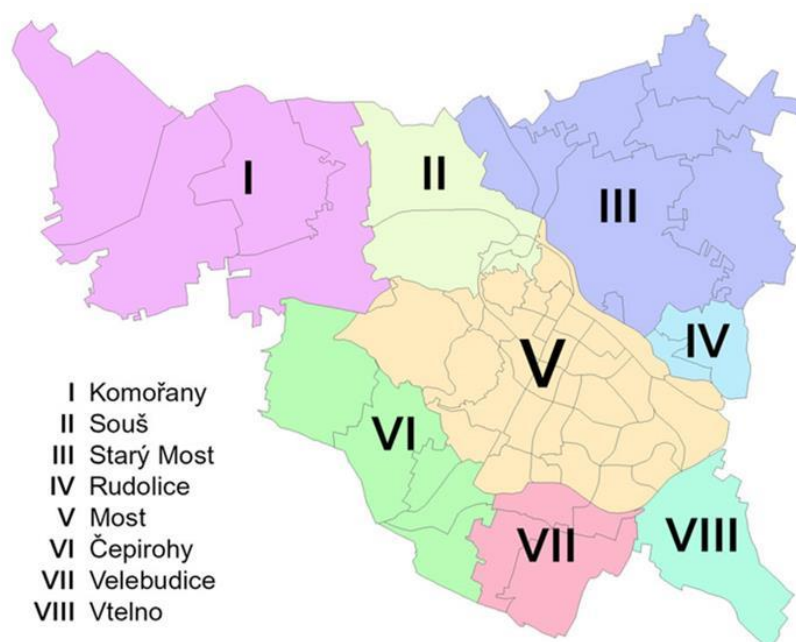 I
II
III
IV
V
VI
VII
VIII
I Komořany
II Souš
III Starý Most
IV Rudolice
V Most
VI Čepirohy
VII Velebudice
VIII Vtelno